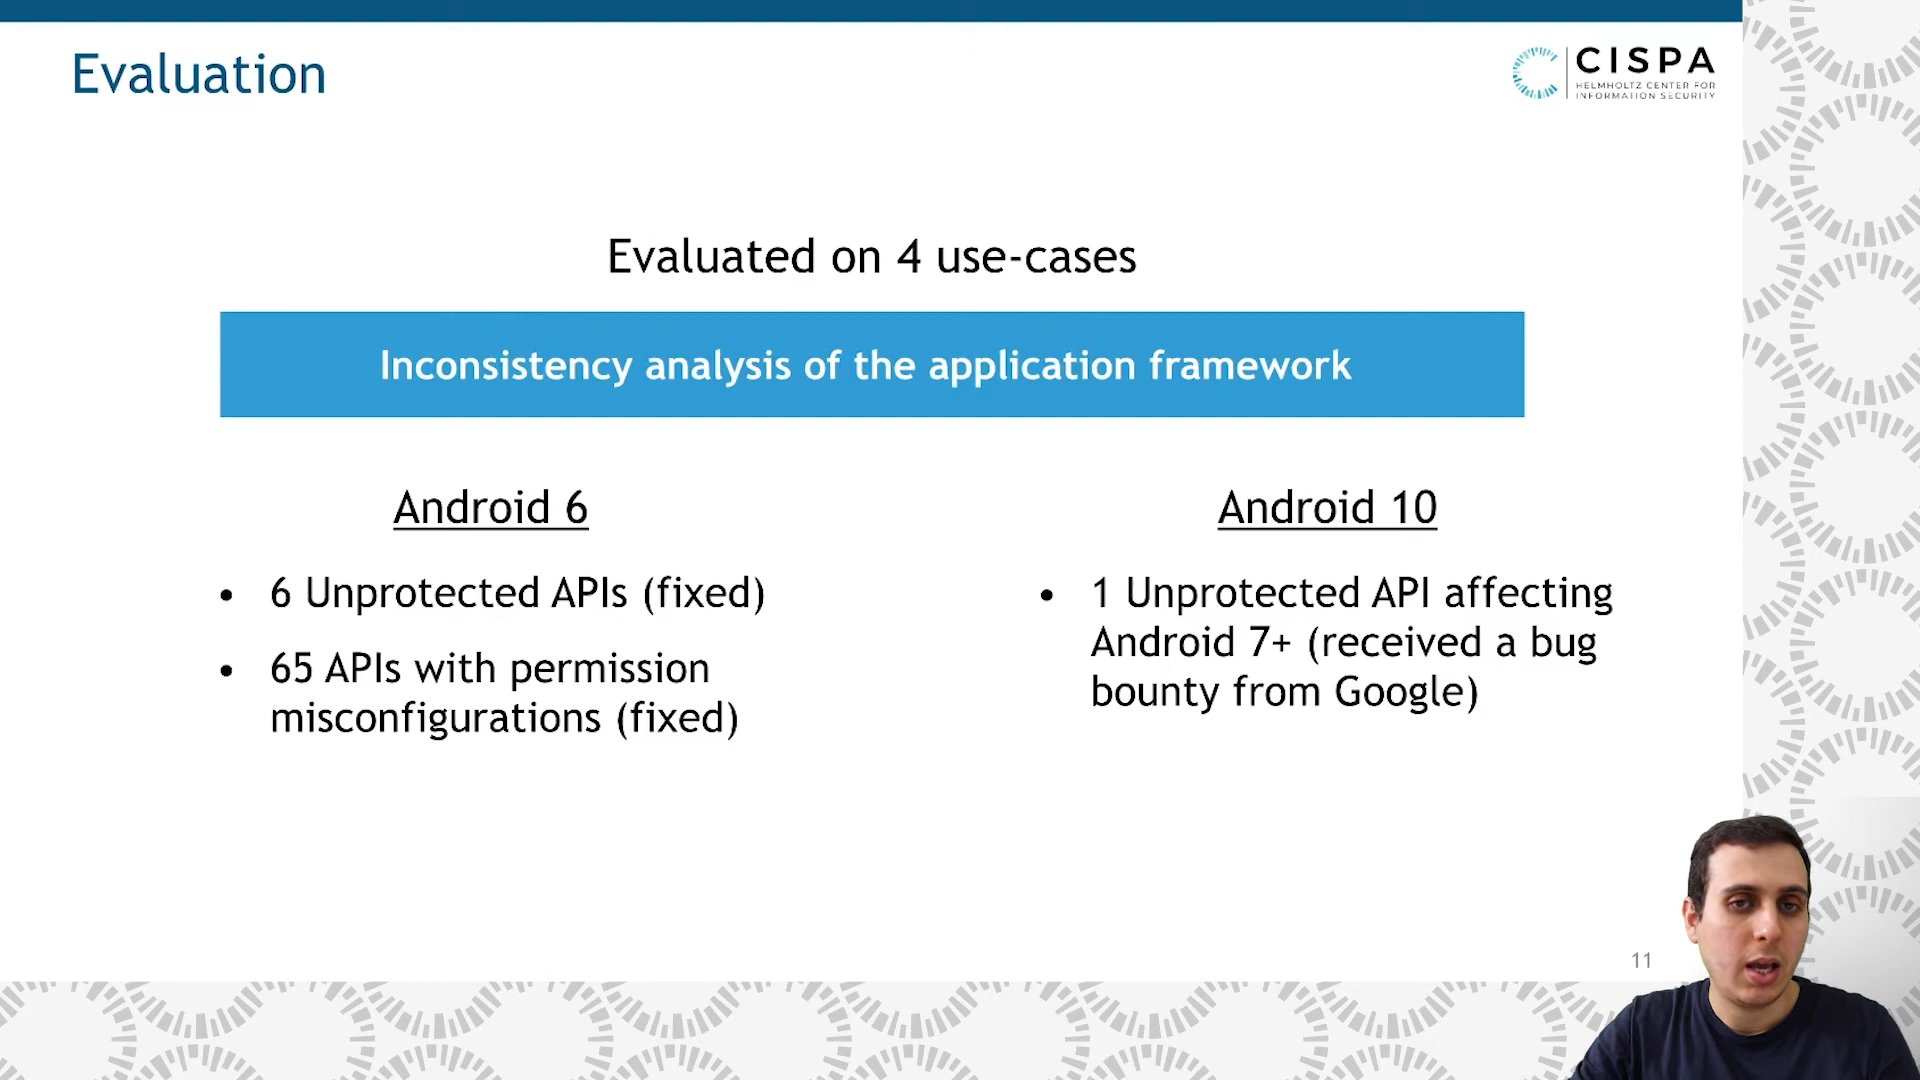 Evaluation
CISPA
HELMHOLTZ CENTER FOR
INFORMATION SECURITY
Evaluated on 4 use-cases
Inconsistency analysis of the application framework
Android 6
• 6 Unprotected APIs (fixed)
• 65 APIs with permission
misconfigurations (fixed)
Android 10
• 1 Unprotected API affecting
Android 7+ (received a bug
bounty from Google)
11